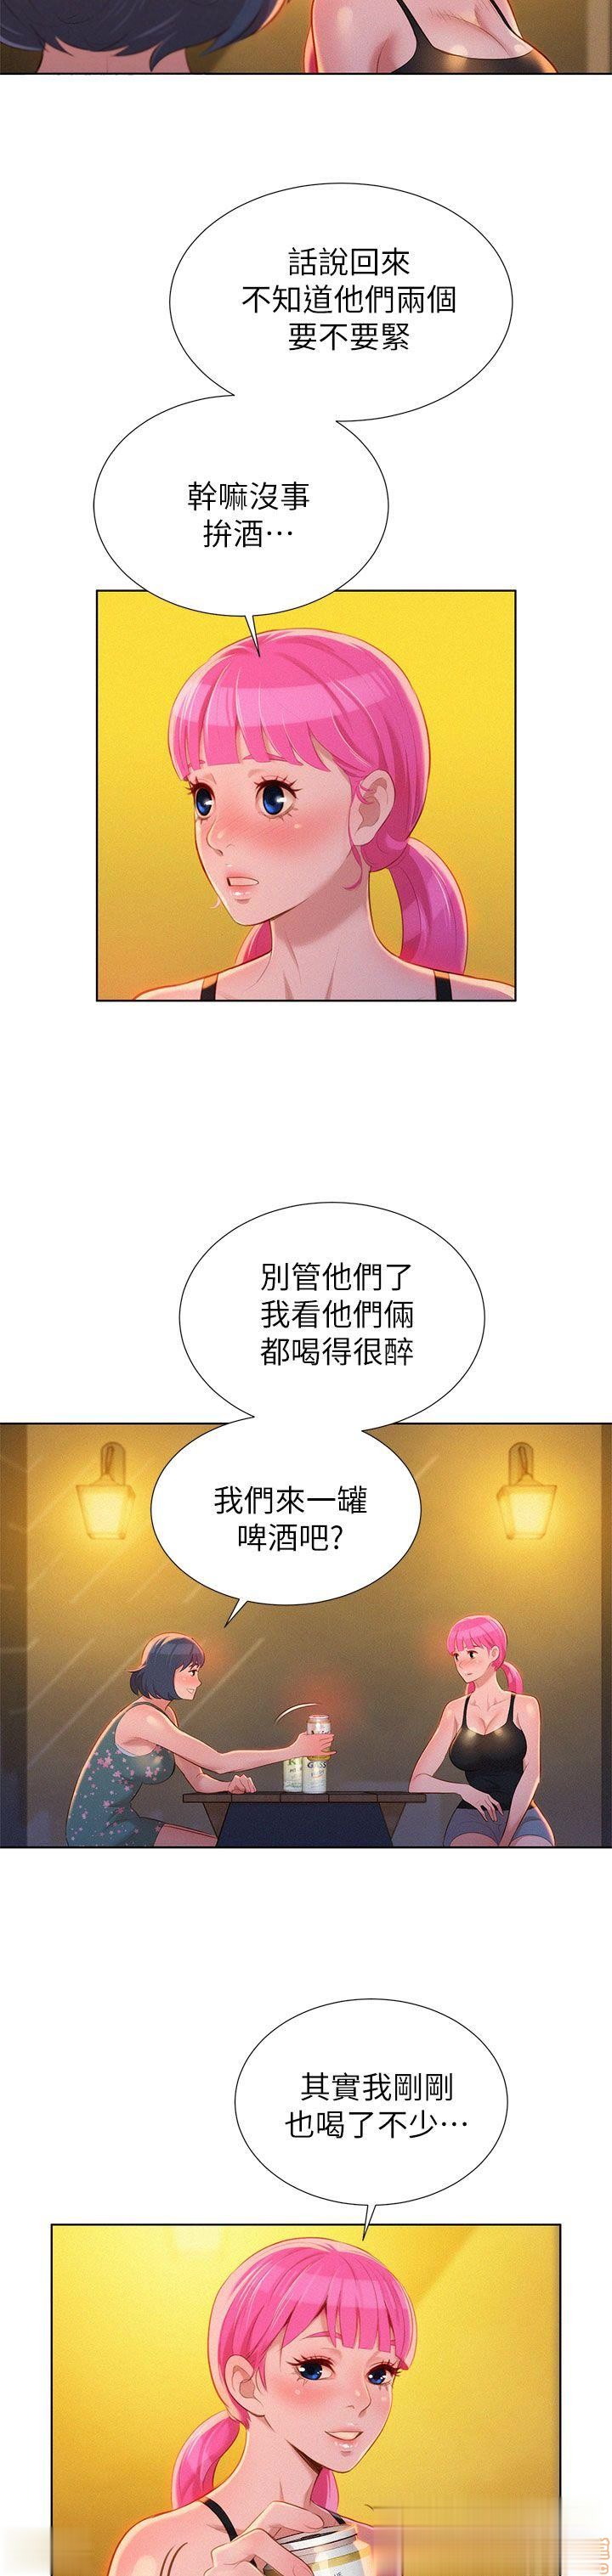 話說回來
不知道他們兩個
要不要緊
幹嘛沒事
拚酒…
別管他們了
我看他們倆
都喝得很醉
我們來一罐
啤酒吧?
其實我剛剛
也喝了不少…